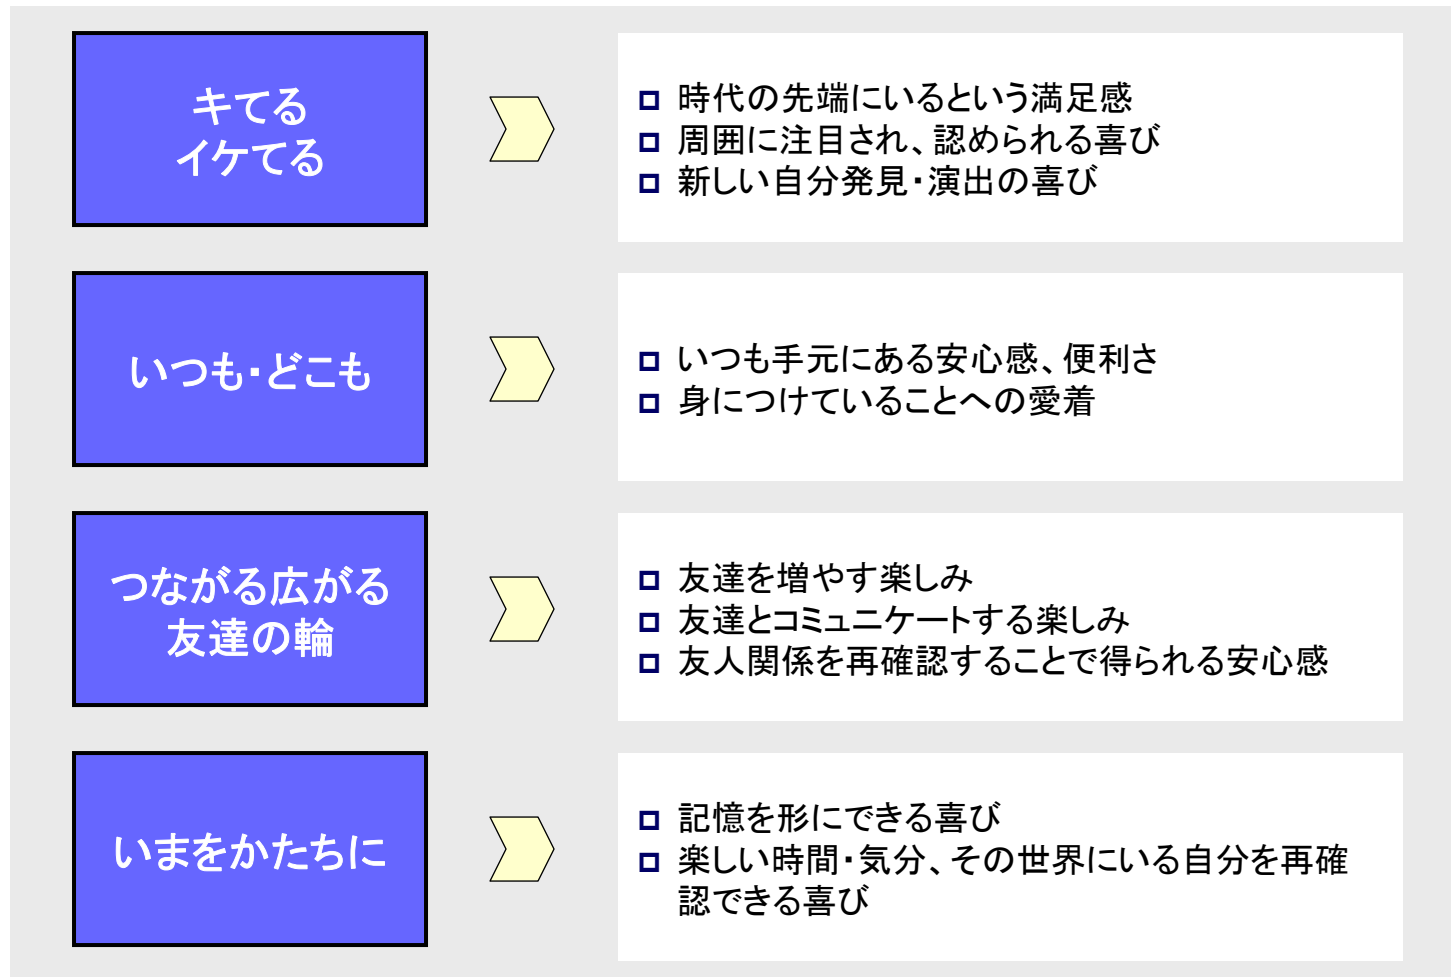 キてる
イケてる
時代の先端にいるという満足感
周囲に注目され、認められる喜び
新しい自分発見・演出の喜び
いつも・どこも
いつも手元にある安心感、便利さ
身につけていることへの愛着
つながる広がる
友達の輪
友達を増やす楽しみ
友達とコミュニケートする楽しみ
友人関係を再確認することで得られる安心感
いまをかたちに
記憶を形にできる喜び
楽しい時間・気分、その世界にいる自分を再確
認できる喜び